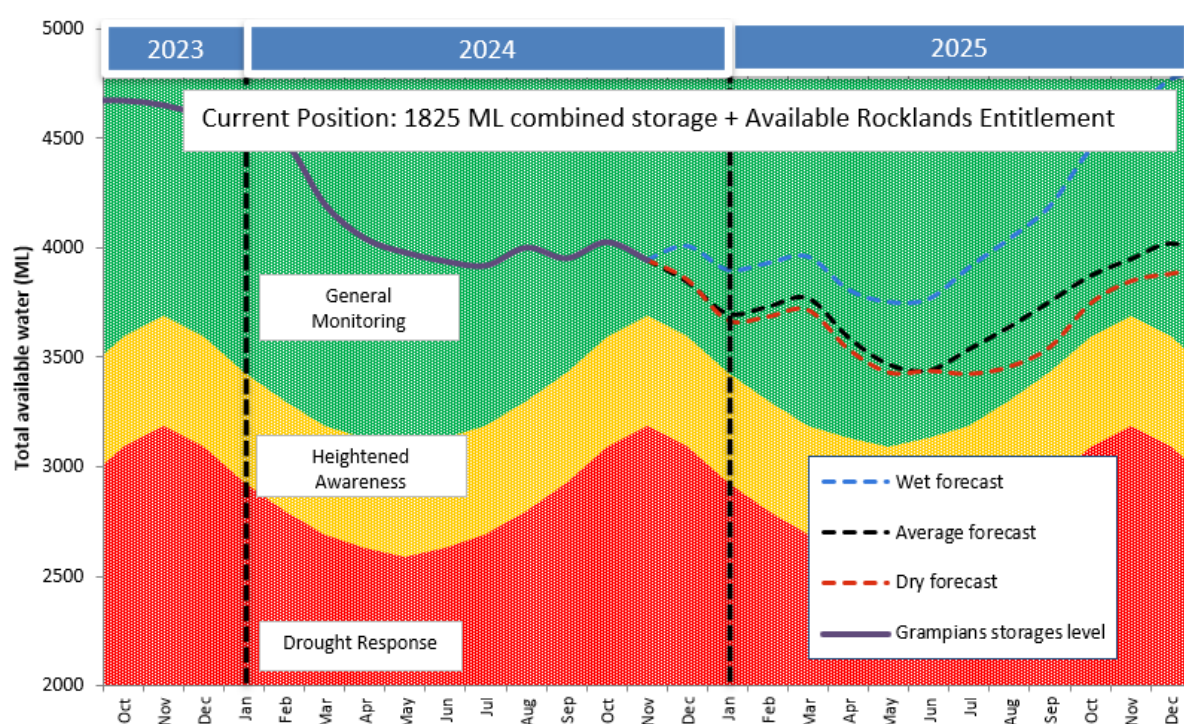 5000
2023
2024
2025
Current Position: 1825 ML combined storage + Available Rocklands Entitlement
4500
4000
3500
3000
2500
2000
Total available water (ML)
General
Monitoring
Heightened
Awareness
Drought Response
Wet forecast
Average forecast
Dry forecast
Grampians storages level
Oct
Nov
Dec
Jan
Feb
Mar
Apr
May
Jun
Jul
Aug
Sep
Oct
Nov
Dec
Jan
Feb
Mar
Apr
May
Jun
Jul
Aug
Sep
Oct
Nov
Dec